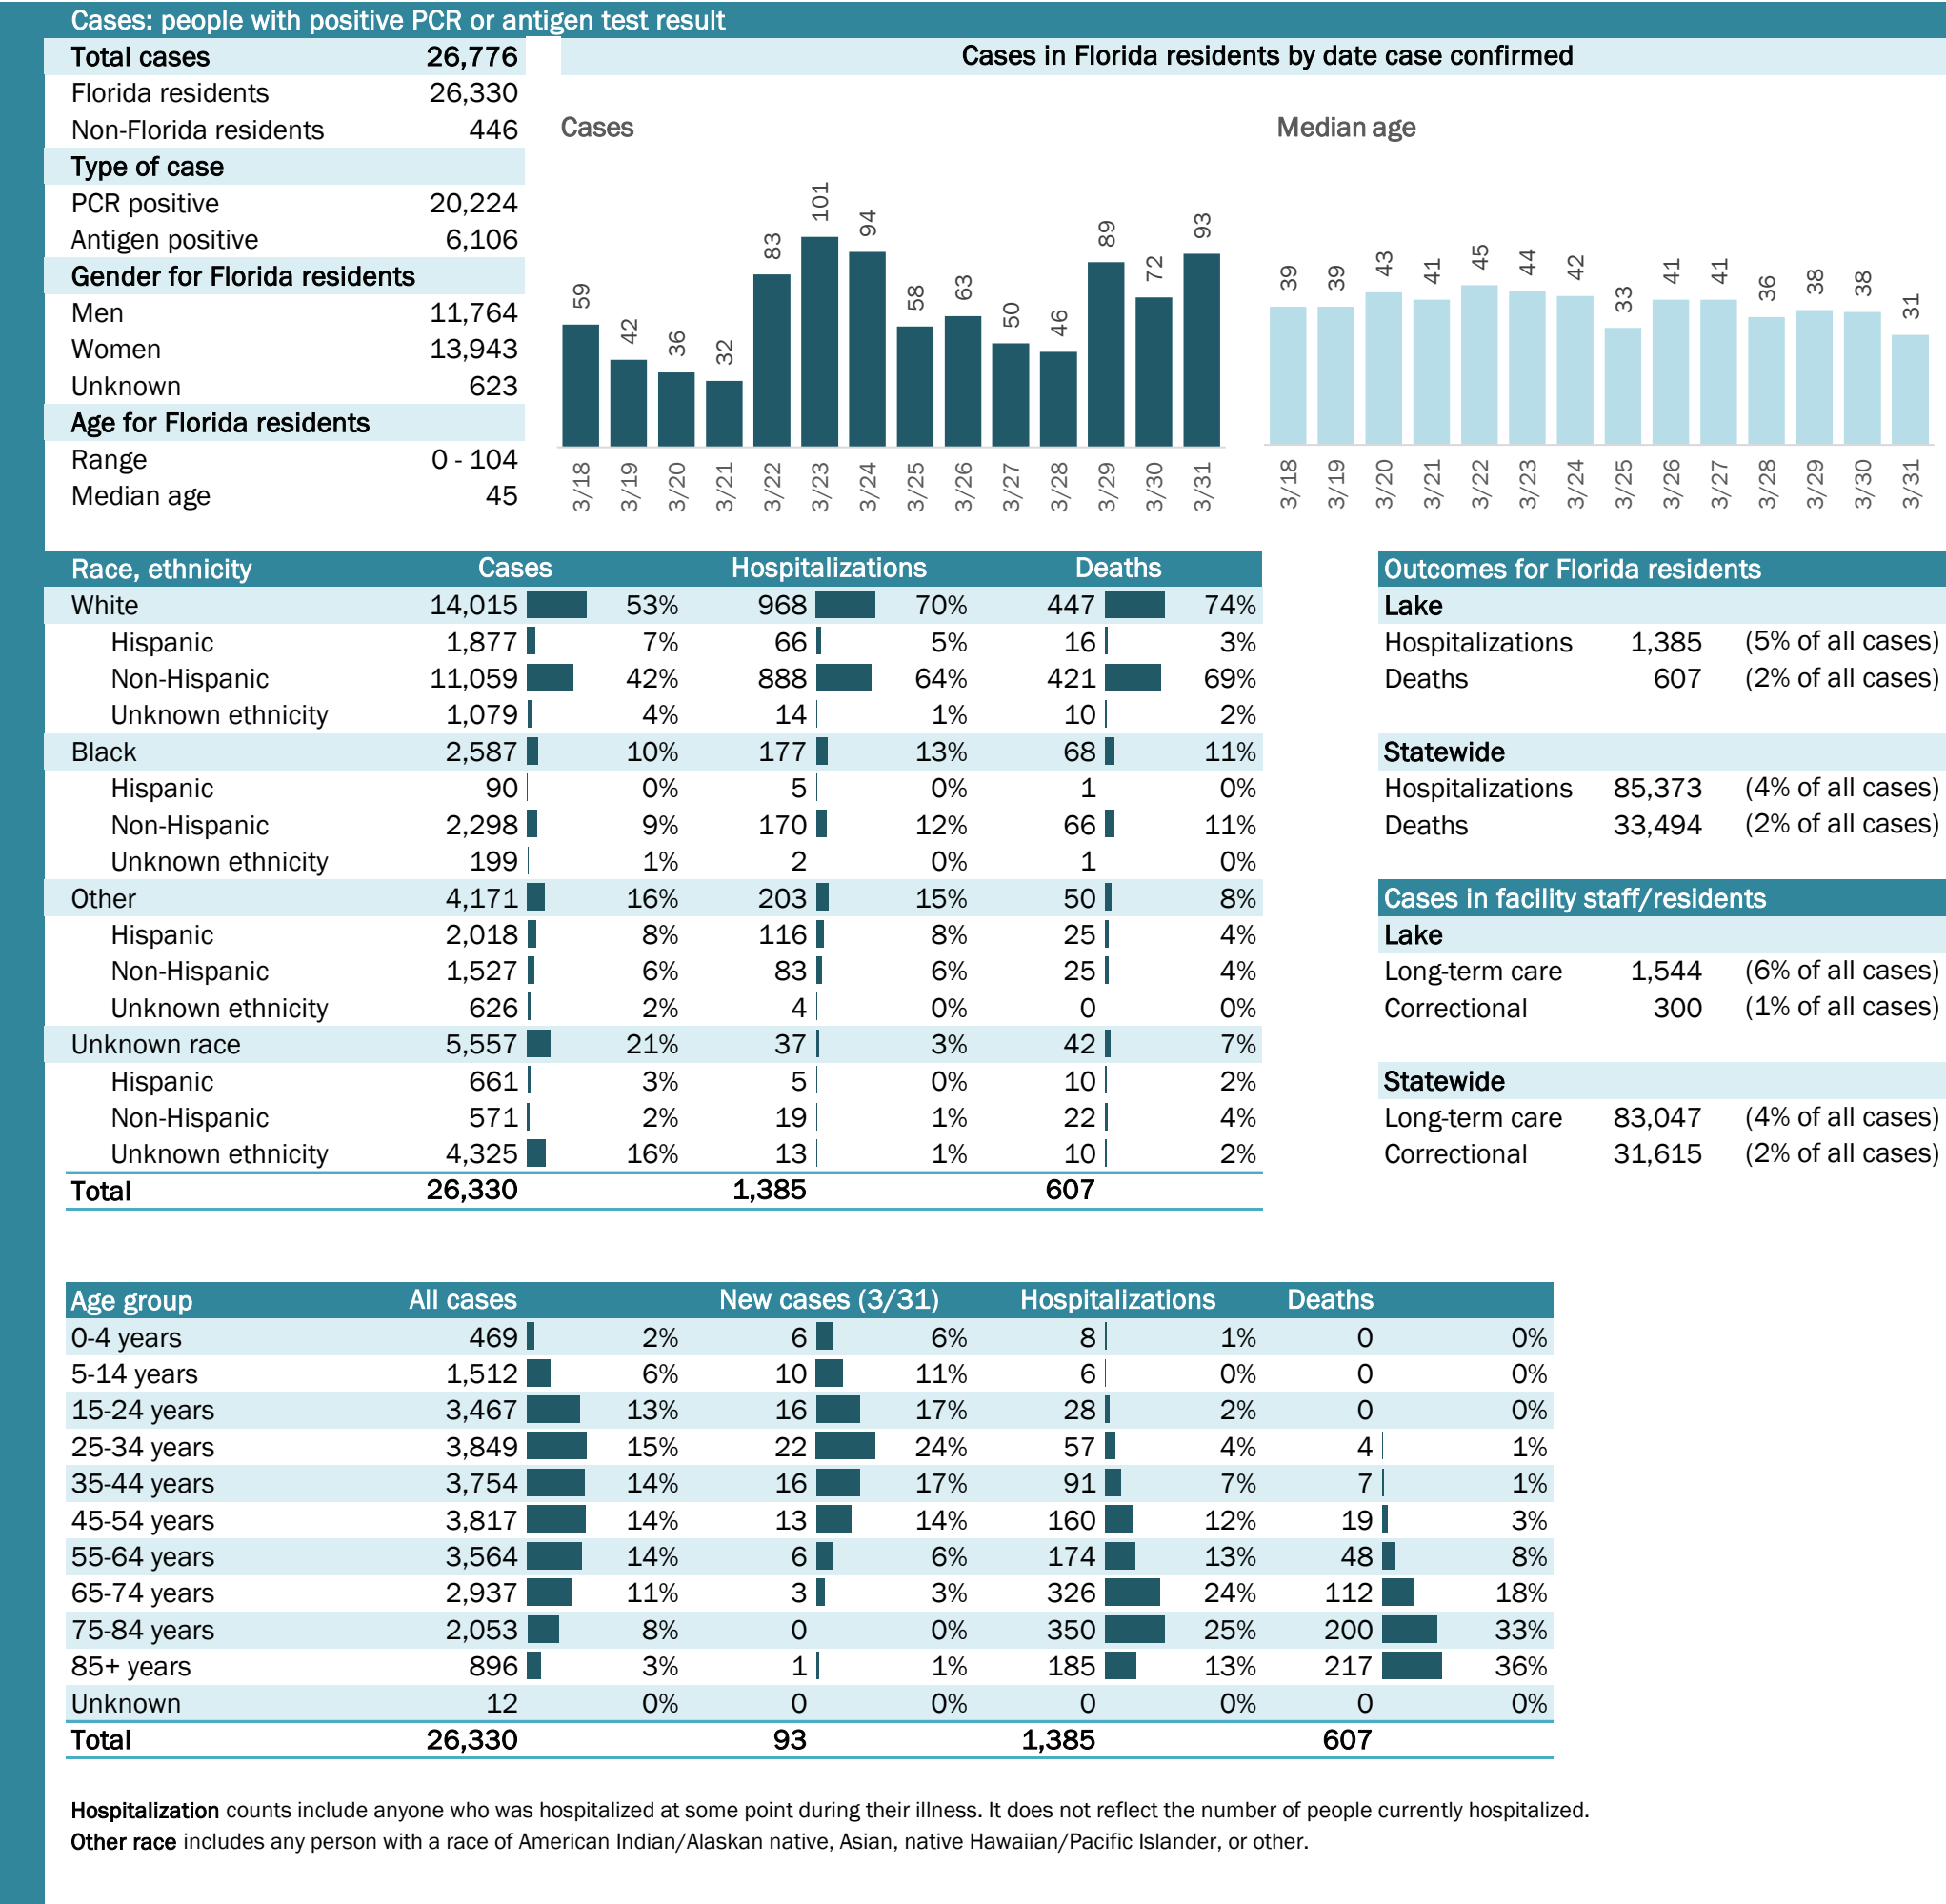 Cases: people with positive PCR or antigen test result
Total cases 26,776
Florida residents 26,330
Non-Florida residents 446
Type of case
PCR positive 20,224
Antigen positive 6,106
Gender for Florida residents
Men 11,764
Women 13,943
Unknown 623
Age for Florida residents
Range 0 - 104
Median age 45
Cases in Florida residents by date case confirmed
Cases
59 42 36 32 83 101 94 58 63 50 46 89 72 93
3/18 3/19 3/20 3/21 3/22 3/23 3/24 3/25 3/26 3/27 3/28 3/29 3/30 3/31
Median age
39 39 43 41 45 44 42 33 41 41 36 38 38 31
3/18 3/19 3/20 3/21 3/22 3/23 3/24 3/25 3/26 3/27 3/28 3/29 3/30 3/31
Race, ethnicity Cases Hospitalizations Deaths
White 14,015 53% 968 70% 447 74%
Hispanic 1,877 7% 66 5% 16 3%
Non-Hispanic 11,059 42% 888 64% 421 69%
Unknown ethnicity 1,079 4% 14 1% 10 2%
Black 2,587 10% 177 13% 68 11%
Hispanic 90 0% 5 0% 1 0%
Non-Hispanic 2,298 9% 170 12% 66 11%
Unknown ethnicity 199 1% 2 0% 1 0%
Other 4,171 16% 203 15% 50 8%
Hispanic 2,018 8% 116 8% 25 4%
Non-Hispanic 1,527 6% 83 6% 25 4%
Unknown ethnicity 626 2% 4 0% 0 0%
Unknown race 5,557 21% 37 3% 42 7%
Hispanic 661 3% 5 0% 10 2%
Non-Hispanic 571 2% 19 1% 22 4%
Unknown ethnicity 4,325 16% 13 1% 10 2%
Total 26,330 1,385 607
Outcomes for Florida residents
Lake
Hospitalizations 1,385 (5% of all cases)
Deaths 607 (2% of all cases)
Statewide
Hospitalizations 85,373 (4% of all cases)
Deaths 33,494 (2% of all cases)
Cases in facility staff/residents
Lake
Long-term care 1,544 (6% of all cases)
Correctional 300 (1% of all cases)
Statewide
Long-term care 83,047 (4% of all cases)
Correctional 31,615 (2% of all cases)
Age group All cases New cases (3/31) Hospitalizations Deaths
0-4 years 469 2% 6 6% 8 1% 0 0%
5-14 years 1,512 6% 10 11% 6 0% 0 0%
15-24 years 3,467 13% 16 17% 28 2% 0 0%
25-34 years 3,849 15% 22 24% 57 4% 4 1%
35-44 years 3,754 14% 16 17% 91 7% 7 1%
45-54 years 3,817 14% 13 14% 160 12% 19 3%
55-64 years 3,564 14% 6 6% 174 13% 48 8%
65-74 years 2,937 11% 3 3% 326 24% 112 18%
75-84 years 2,053 8% 0 0% 350 25% 200 33%
85+ years 896 3% 1 1% 185 13% 217 36%
Unknown 12 0% 0 0% 0 0% 0 0%
Total 26,330 93 1,385 607
Hospitalization counts include anyone who was hospitalized at some point during their illness. It does not reflect the number of people currently hospitalized.
Other race includes any person with a race of American Indian/Alaskan native, Asian, native Hawaiian/Pacific Islander, or other.